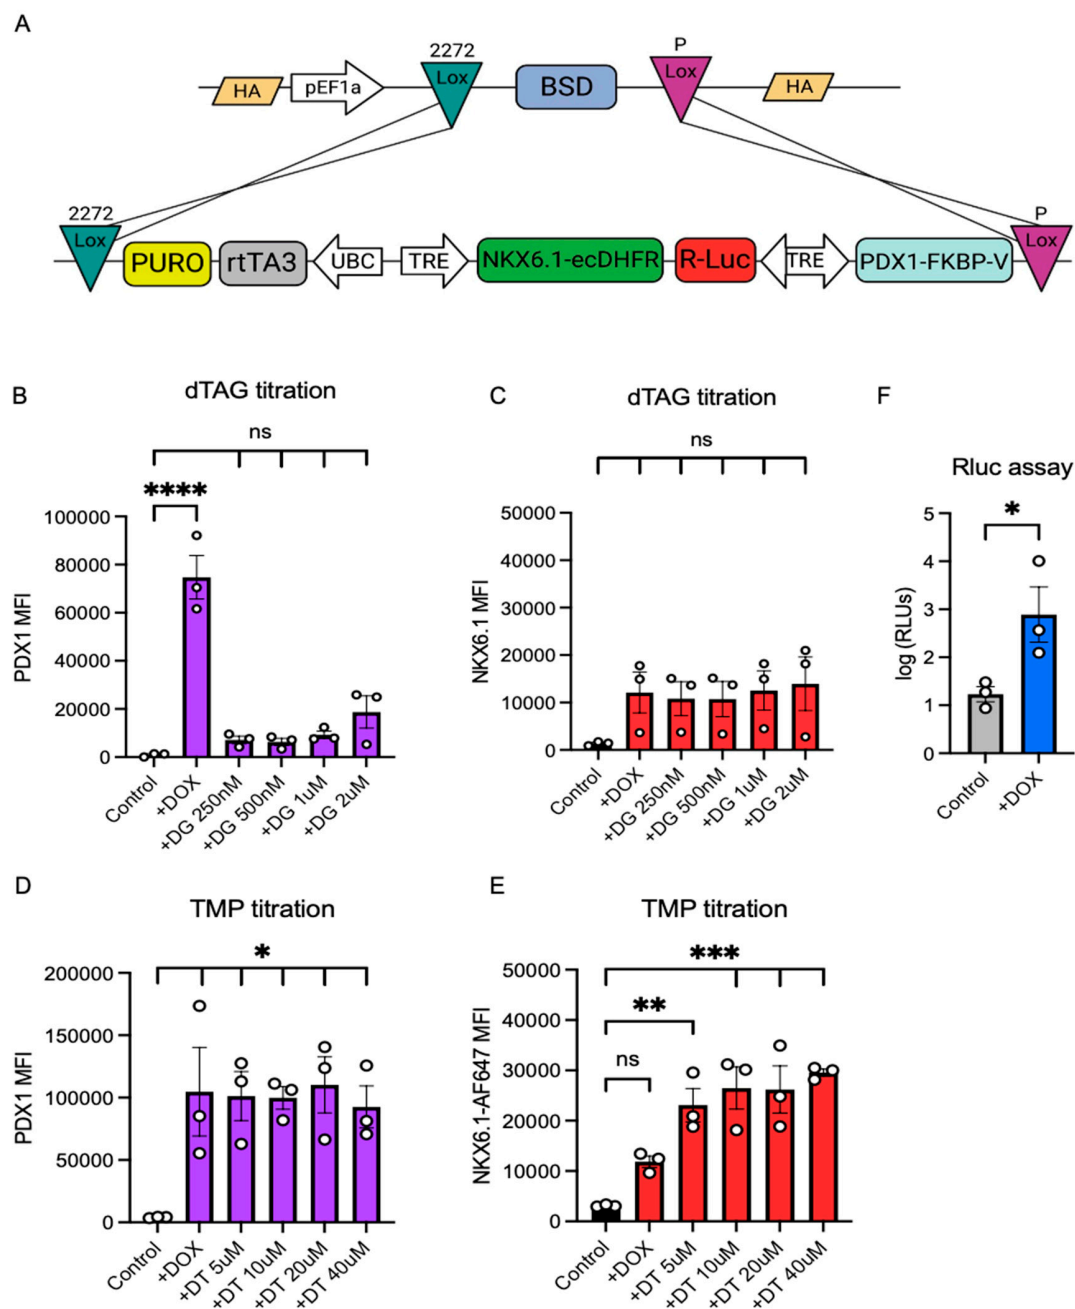 A
2272
P
HA
pEF1a
Lox
BSD
Lox
HA
2272
P
Lox
PURO
rtTA3
UBC
TRE
NKX6.1-ecDHFR
R-Luc
TRE
PDX1-FKBP-V
Lox
B
dTAG titration
ns
****
PDX1 MFI
100000
80000
60000
40000
20000
0
Control
+DOX
+DG 250nM
+DG 500nM
+DG 1uM
+DG 2uM
C
dTAG titration
ns
NKX6.1 MFI
50000
40000
30000
20000
10000
0
Control
+DOX
+DG 250nM
+DG 500nM
+DG 1uM
+DG 2uM
F
Rluc assay
*
log (RLUs)
5
4
3
2
1
0
Control
+DOX
D
TMP titration
*
PDX1 MFI
200000
150000
100000
50000
0
Control
+DOX
+DT 5uM
+DT 10uM
+DT 20uM
+DT 40uM
E
TMP titration
***
**
ns
NKX6.1-AF647 MFI
50000
40000
30000
20000
10000
0
Control
+DOX
+DT 5uM
+DT 10uM
+DT 20uM
+DT 40uM